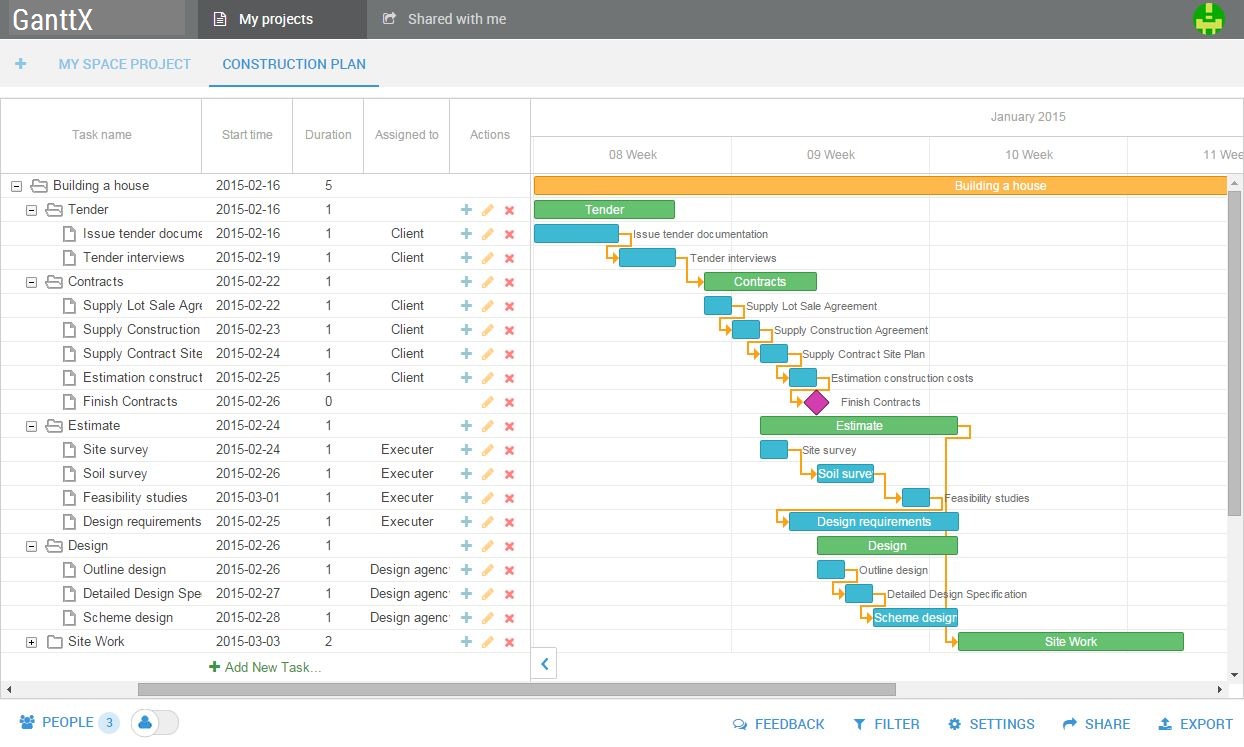 GanttX
My projects
Shared with me
MY SPACE PROJECT
CONSTRUCTION PLAN
Task name
Start time
Duration
Assigned to
Actions
January 2015
08 Week
09 Week
10 Week
11 Wee
Building a house 2015-02-16 5 Building a house
Tender 2015-02-16 1 Tender
Issue tender docume 2015-02-16 1 Client Issue tender documentation
Tender interviews 2015-02-19 1 Client Tender interviews
Contracts 2015-02-22 1 Contracts
Supply Lot Sale Agre 2015-02-22 1 Client Supply Lot Sale Agreement
Supply Construction 2015-02-23 1 Client Supply Construction Agreement
Supply Contract Site 2015-02-24 1 Client Supply Contract Site Plan
Estimation construct 2015-02-25 1 Client Estimation construction costs
Finish Contracts 2015-02-26 0 Finish Contracts
Estimate 2015-02-24 1 Estimate
Site survey 2015-02-24 1 Executer Site survey
Soil survey 2015-02-26 1 Executer Soil surve
Feasibility studies 2015-03-01 1 Executer Feasibility studies
Design requirements 2015-02-25 1 Executer Design requirements
Design 2015-02-26 1 Design
Outline design 2015-02-26 1 Design agenc Outline design
Detailed Design Spe 2015-02-27 1 Design agenc Detailed Design Specification
Scheme design 2015-02-28 1 Design agenc Scheme design
Site Work 2015-03-03 2 Site Work
Add New Task...
PEOPLE 3
FEEDBACK
FILTER
SETTINGS
SHARE
EXPORT